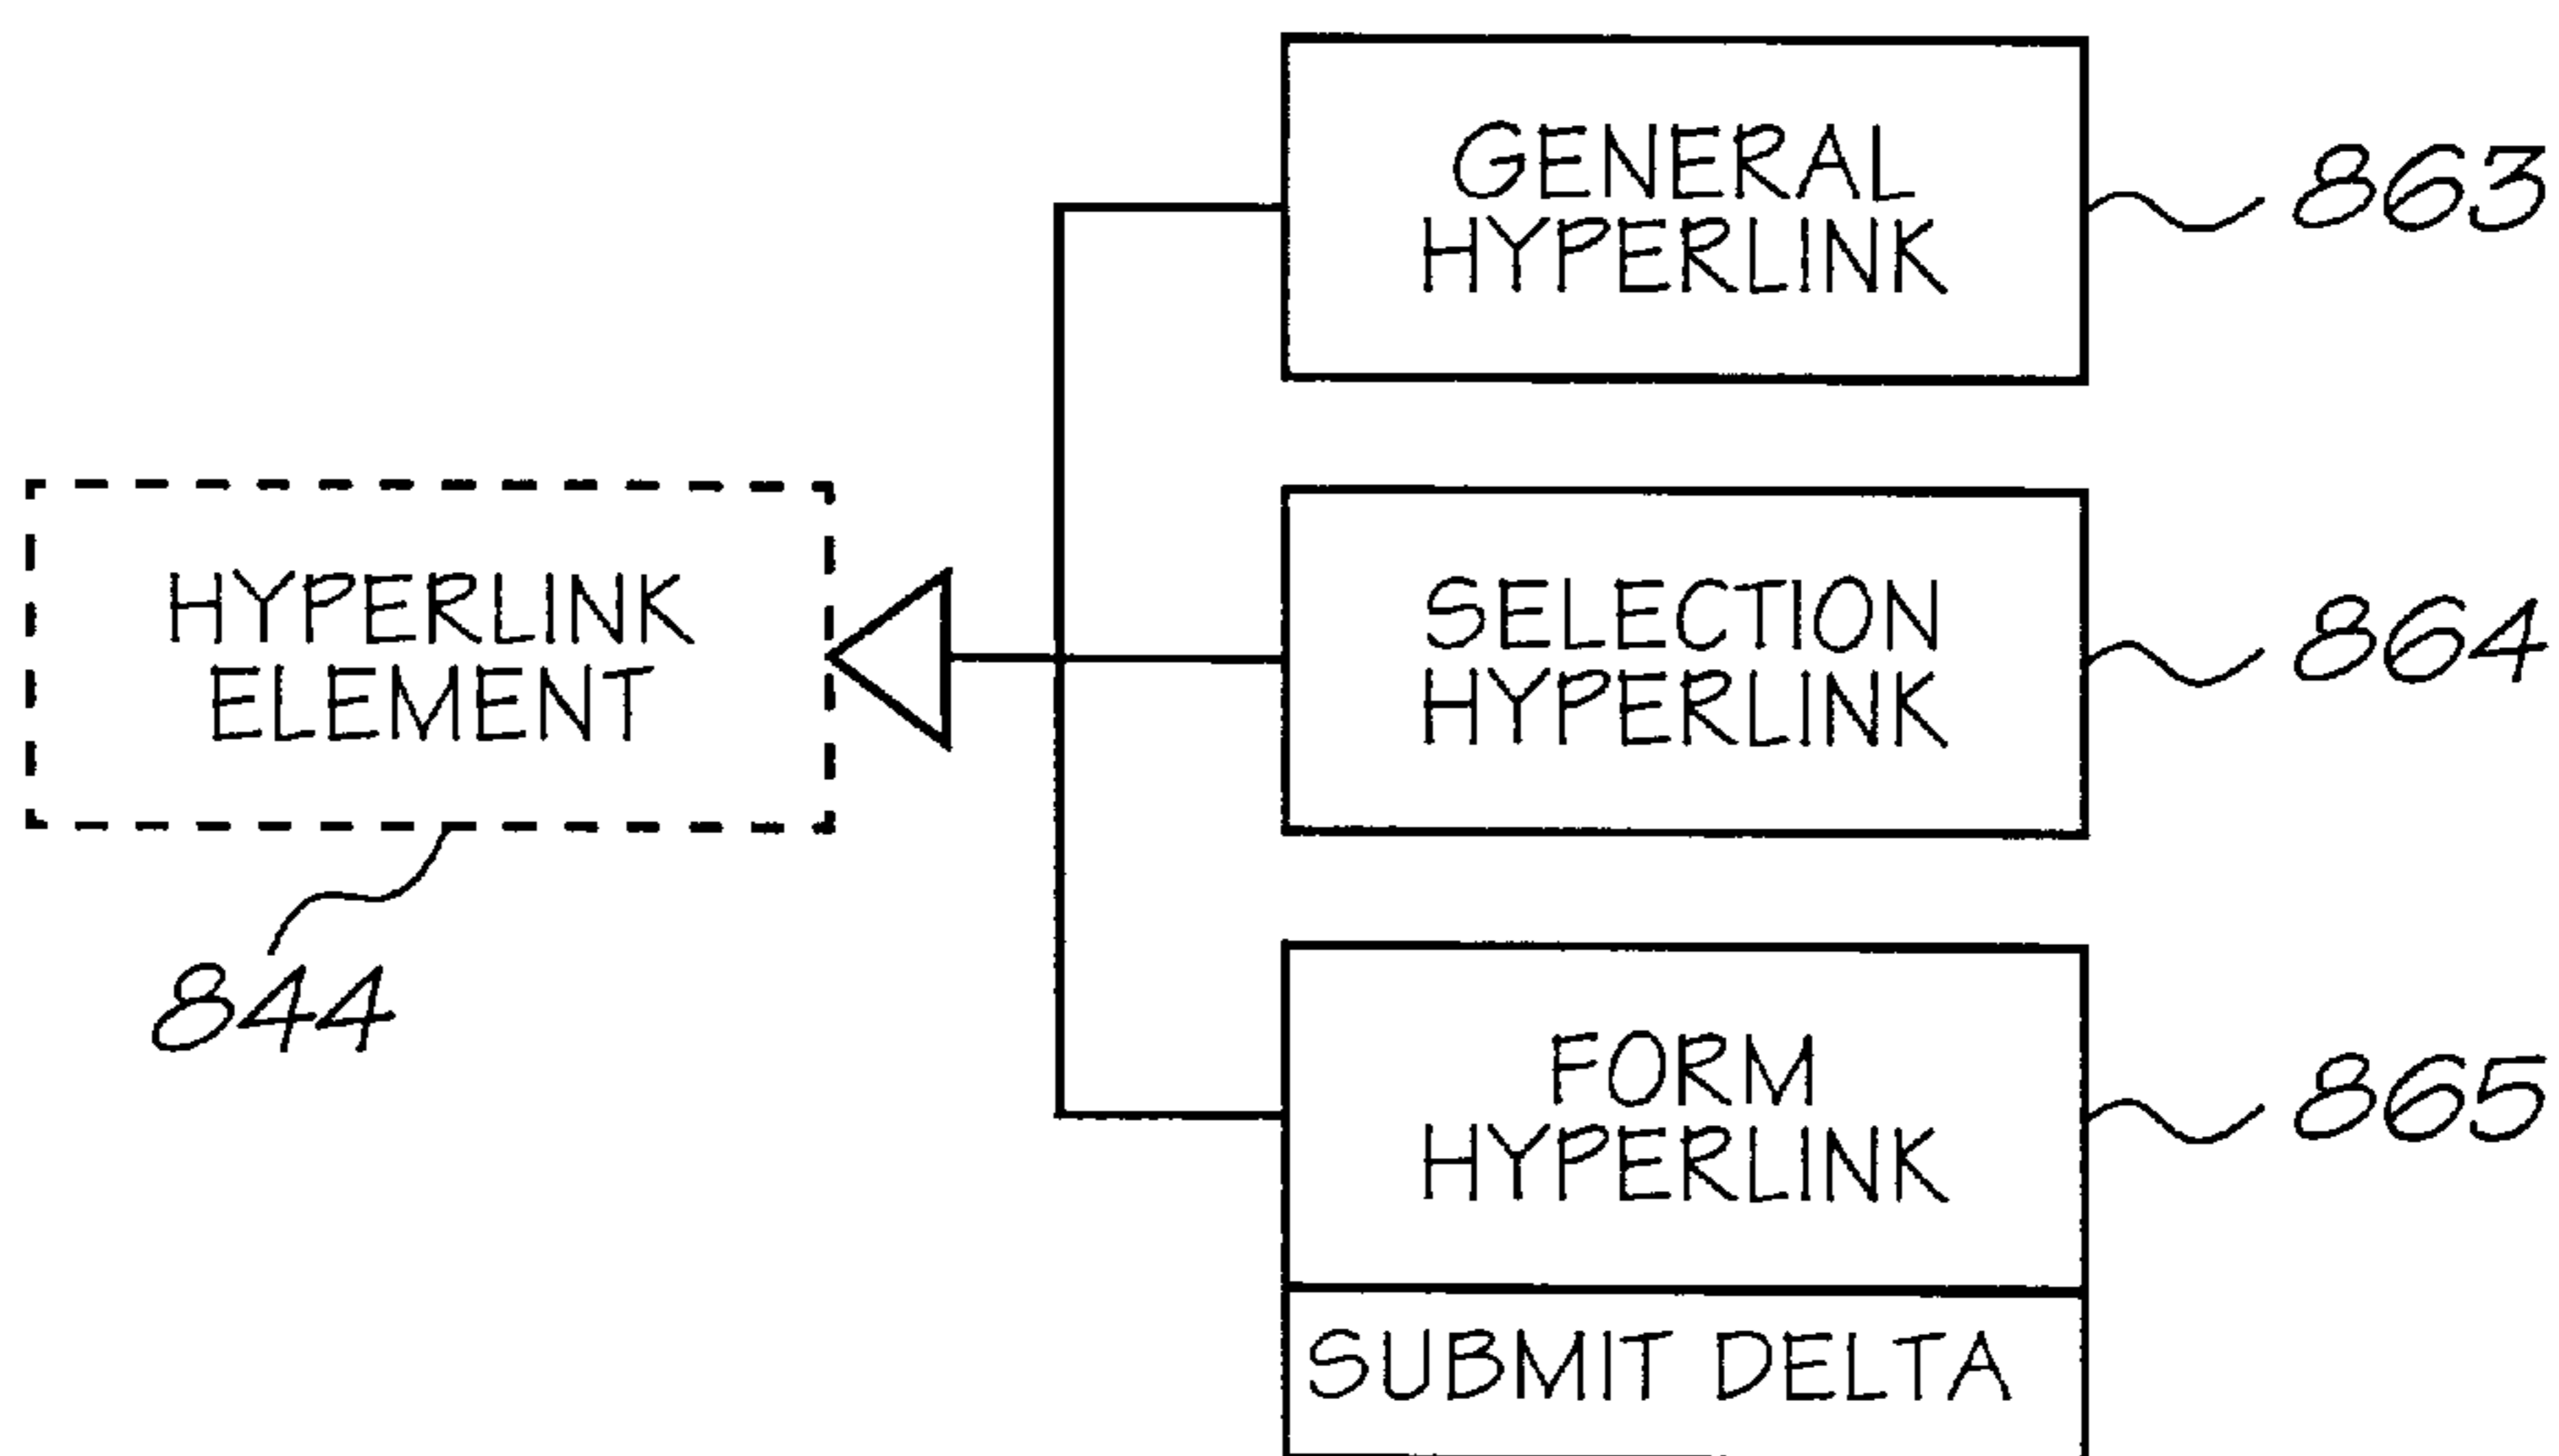 GENERAL
HYPERLINK
863
HYPERLINK
ELEMENT
844
SELECTION
HYPERLINK
864
FORM
HYPERLINK
865
SUBMIT DELTA